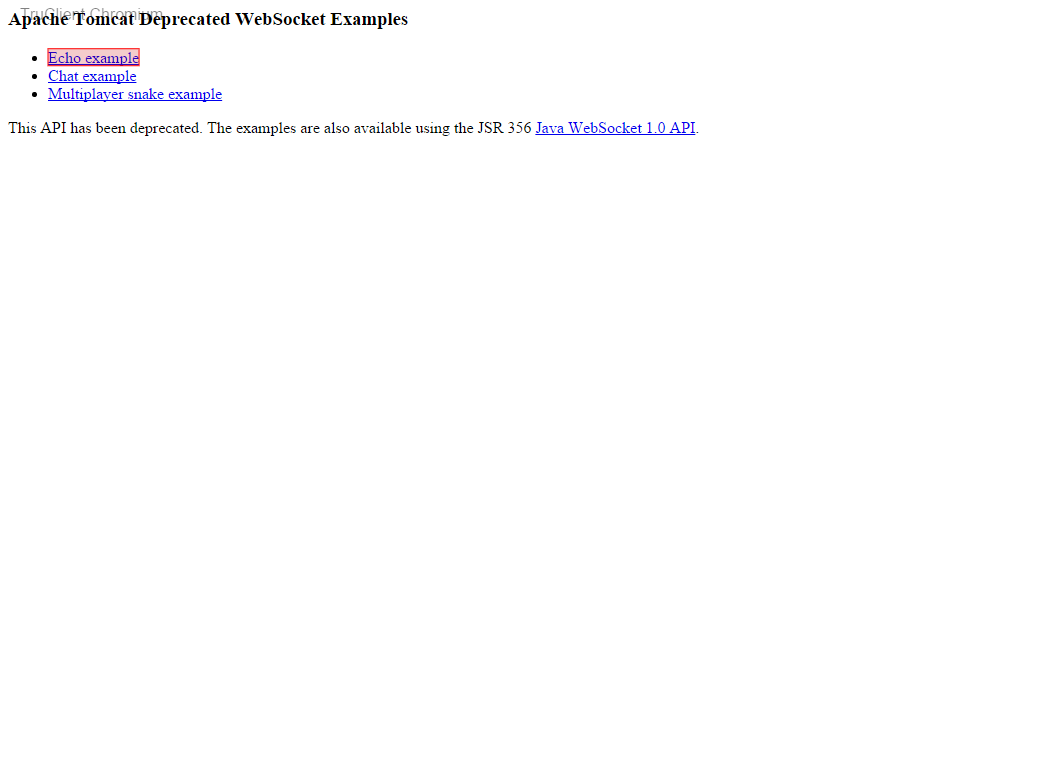 TruClient Chromium
Apache Tomcat Deprecated WebSocket Examples
Echo example
Chat example
Multiplayer snake example
This API has been deprecated. The examples are also available using the JSR 356 Java WebSocket 1.0 API.